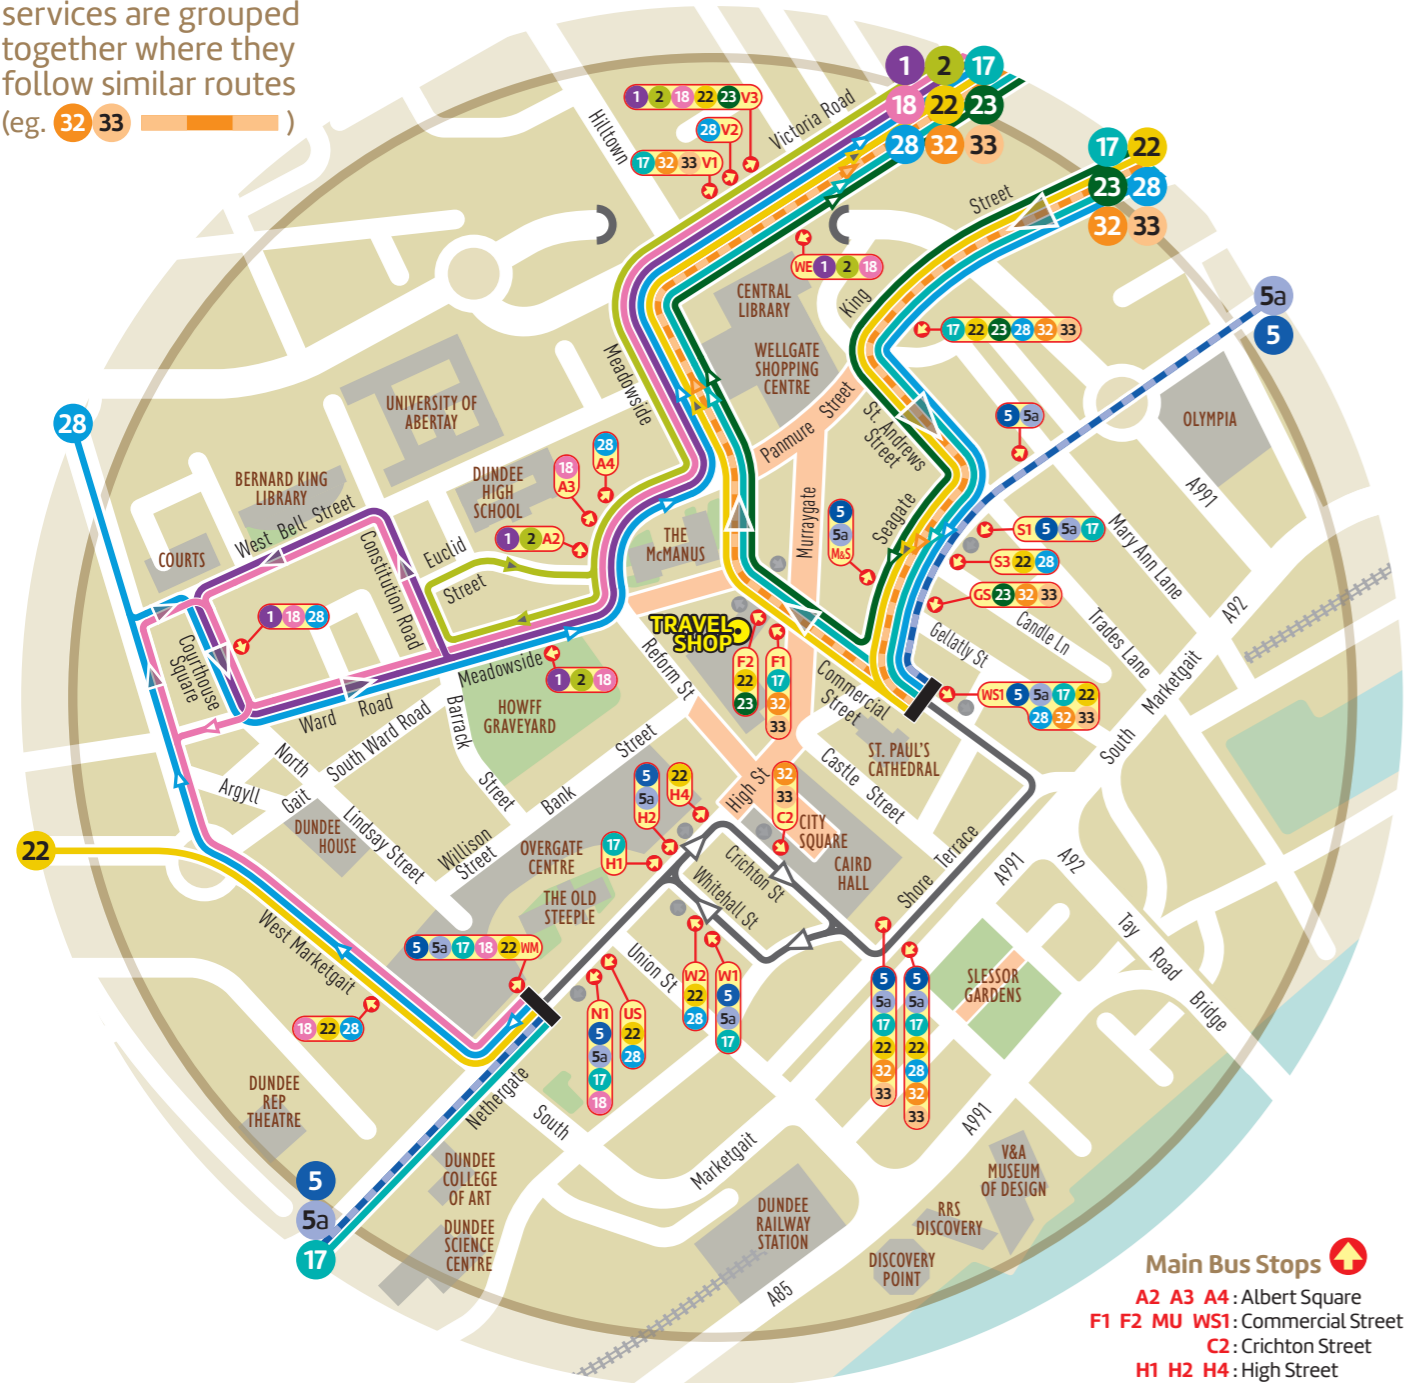 services are grouped
together where they
follow similar routes
(eg. 32 33 )
1 2 17
18 22 23
28 32 33
17 22
23 28
32 33
5a
5
28
22
5
5a
17
1 2 18 22 23 V3
28 V2
17 32 33 V1
Hilltown
Victoria Road
Street
King
WE 1 2 18
CENTRAL
LIBRARY
WELLGATE
SHOPPING
CENTRE
17 22 23 28 32 33
Meadowside
UNIVERSITY OF
ABERTAY
Panmure Street
St. Andrews
Street
5 5a
OLYMPIA
A991
BERNARD KING
LIBRARY
West Bell Street
DUNDEE
HIGH
SCHOOL
18
A3
28
A4
1 2 A2
Euclid
Street
Constitution Road
COURTS
THE
McMANUS
Murraygate
5
5a
M&S
Seagate
S1 5 5a 17
S3 22 28
GS 23 32 33
Mary Ann Lane
Trades Lane
Candle Ln
Gellatly St
A92
South Marketgait
1 18 28
Courthouse
Square
TRAVEL
SHOP
Reform St
F2
22
23
F1
17
32
33
Commercial
Street
WS1 5 5a 17 22
28 32 33
Meadowside
1 2 18
HOWFF
GRAVEYARD
Ward Road
South Ward Road
Barrack
Street
North
Gait
Argyll
Lindsay Street
DUNDEE
HOUSE
Willison
Street
Bank
Street
High St
ST. PAUL'S
CATHEDRAL
Castle Street
5
5a
H2
22
H4
32
33
C2
CITY
SQUARE
CAIRD
HALL
17
H1
OVERGATE
CENTRE
THE OLD
STEEPLE
Crichton St
Whitehall St
Shore Terrace
A991
A92
Tay Road Bridge
West Marketgait
5 5a 17 18 22 WM
18 22 28
Union St
N1
5
5a
17
18
US
22
28
W2
22
28
W1
5
5a
17
5
5a
17
22
32
33
5
5a
17
22
28
32
33
SLESSOR
GARDENS
DUNDEE
REP
THEATRE
Nethergate
South
Marketgait
A991
DUNDEE
COLLEGE
OF ART
DUNDEE
SCIENCE
CENTRE
DUNDEE
RAILWAY
STATION
A85
V&A
MUSEUM
OF DESIGN
RRS
DISCOVERY
DISCOVERY
POINT
Main Bus Stops
A2 A3 A4 : Albert Square
F1 F2 MU WS1 : Commercial Street
C2 : Crichton Street
H1 H2 H4 : High Street